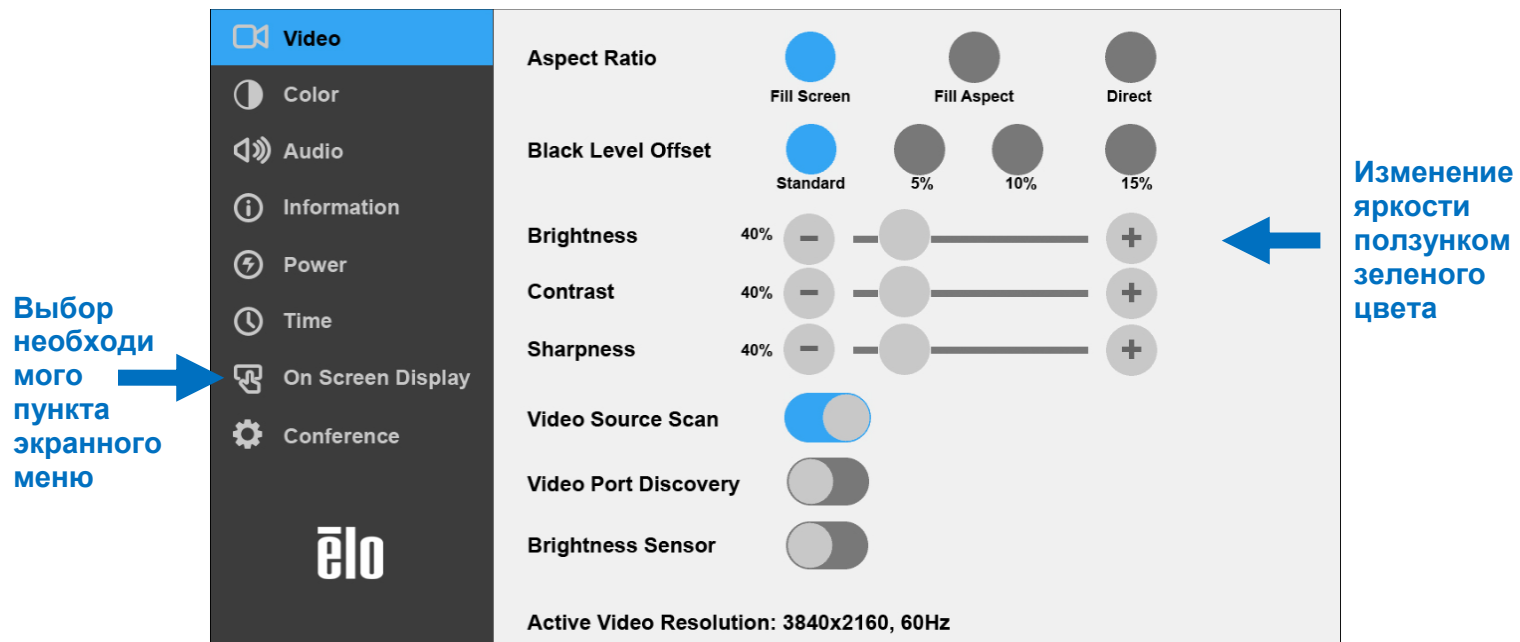 Video
Color
Audio
Information
Power
Time
On Screen Display
Conference
ēlo
Aspect Ratio
Fill Screen
Fill Aspect
Direct
Black Level Offset
Standard
5%
10%
15%
Brightness 40% - +
Contrast 40% - +
Sharpness 40% - +
Video Source Scan
Video Port Discovery
Brightness Sensor
Active Video Resolution: 3840x2160, 60Hz
Выбор
необходи
мого
пункта
экранного
меню
Изменение
яркости
ползунком
зеленого
цвета